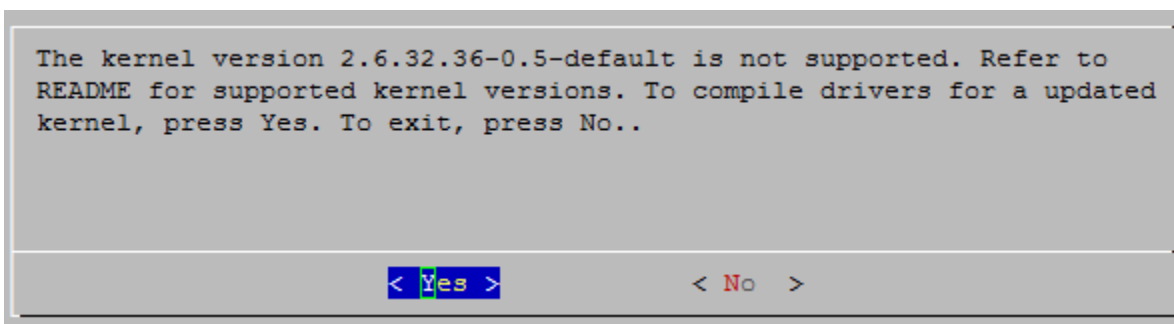 The kernel version 2.6.32.36-0.5-default is not supported. Refer to
README for supported kernel versions. To compile drivers for a updated
kernel, press Yes. To exit, press No..
< Yes > < No >